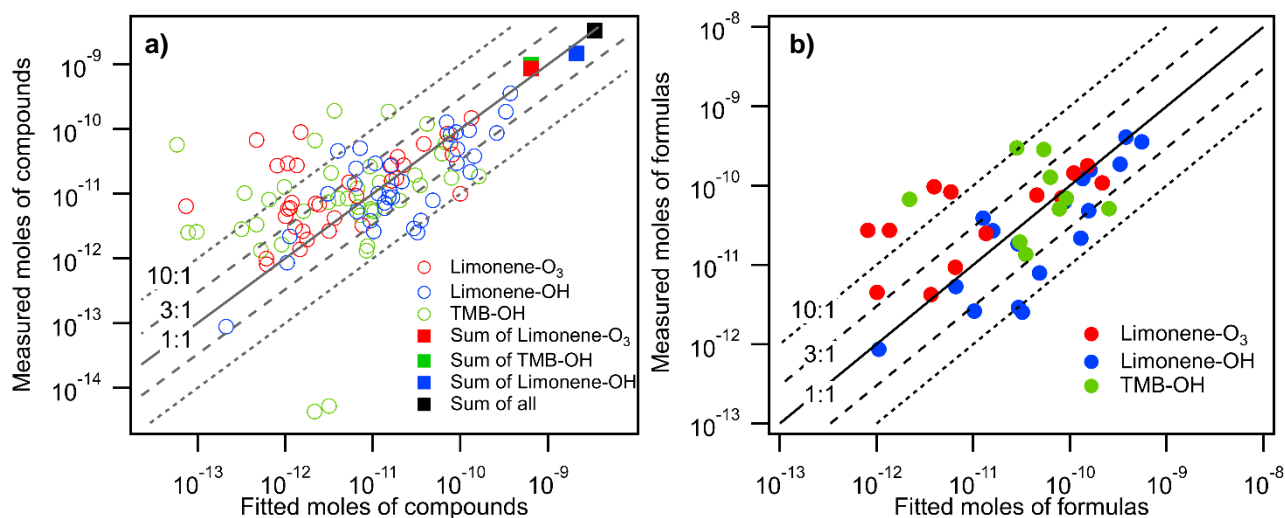 a)
Measured moles of compounds
10⁻⁹
10⁻¹⁰
10⁻¹¹
10⁻¹²
10⁻¹³
10⁻¹⁴
10:1
3:1
1:1
Limonene-O₃
Limonene-OH
TMB-OH
Sum of Limonene-O₃
Sum of TMB-OH
Sum of Limonene-OH
Sum of all
10⁻¹³ 10⁻¹² 10⁻¹¹ 10⁻¹⁰ 10⁻⁹
Fitted moles of compounds
b)
Measured moles of formulas
10⁻⁸
10⁻⁹
10⁻¹⁰
10⁻¹¹
10⁻¹²
10⁻¹³
10:1
3:1
1:1
Limonene-O₃
Limonene-OH
TMB-OH
10⁻¹³ 10⁻¹² 10⁻¹¹ 10⁻¹⁰ 10⁻⁹ 10⁻⁸
Fitted moles of formulas